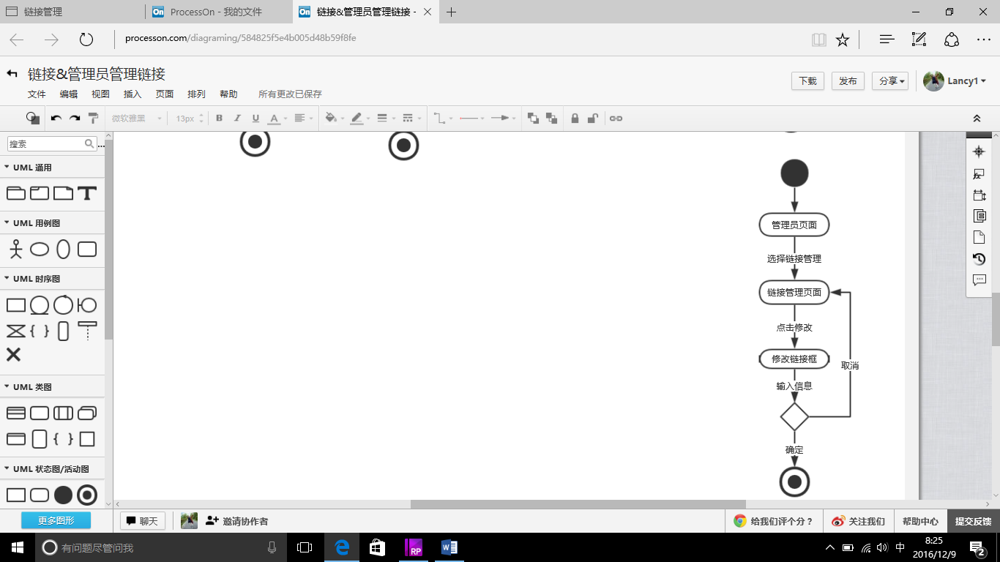 链接管理
On ProcessOn - 我的文件
On 链接&管理员管理链接 -
processon.com/diagraming/584825f5e4b005d48b59f8fe
链接&管理员管理链接
文件 编辑 视图 插入 页面 排列 帮助 所有更改已保存
下载 发布 分享 Lancy1
微软雅黑 13px B I U A
搜索
UML 通用
T
UML 用例图
UML 时序图
UML 类图
UML 状态图/活动图
更多图形
管理员页面
选择链接管理
链接管理页面
点击修改
修改链接框
取消
输入信息
确定
聊天 邀请协作者 给我们评个分？ 关注我们 帮助中心 提交反馈
有问题尽管问我
RP
W
中
8:25
2016/12/9
2